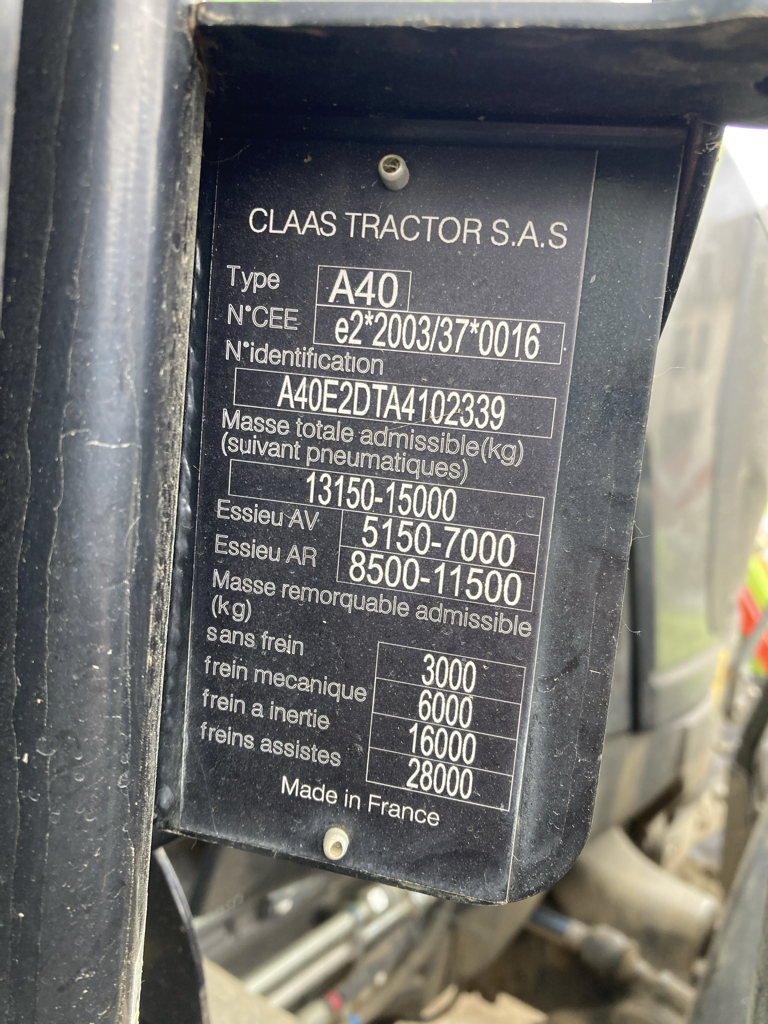 CLAAS TRACTOR S.A.S
Type A40
N°CEE e2*2003/37*0016
N°identification
A40E2DTA4102339
Masse totale admissible(kg)
(suivant pneumatiques)
13150-15000
Essieu AV 5150-7000
Essieu AR 8500-11500
Masse remorquable admissible
(kg)
sans frein 3000
frein mecanique 6000
frein a inertie 16000
freins assistes 28000
Made in France